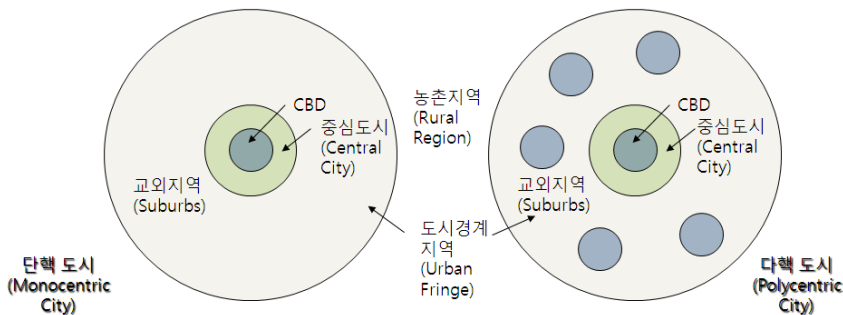 CBD
중심도시
(Central
City)
교외지역
(Suburbs)
단핵 도시
(Monocentric
City)
농촌지역
(Rural
Region)
도시경계
지역
(Urban
Fringe)
CBD
중심도시
(Central
City)
교외지역
(Suburbs)
다핵 도시
(Polycentric
City)